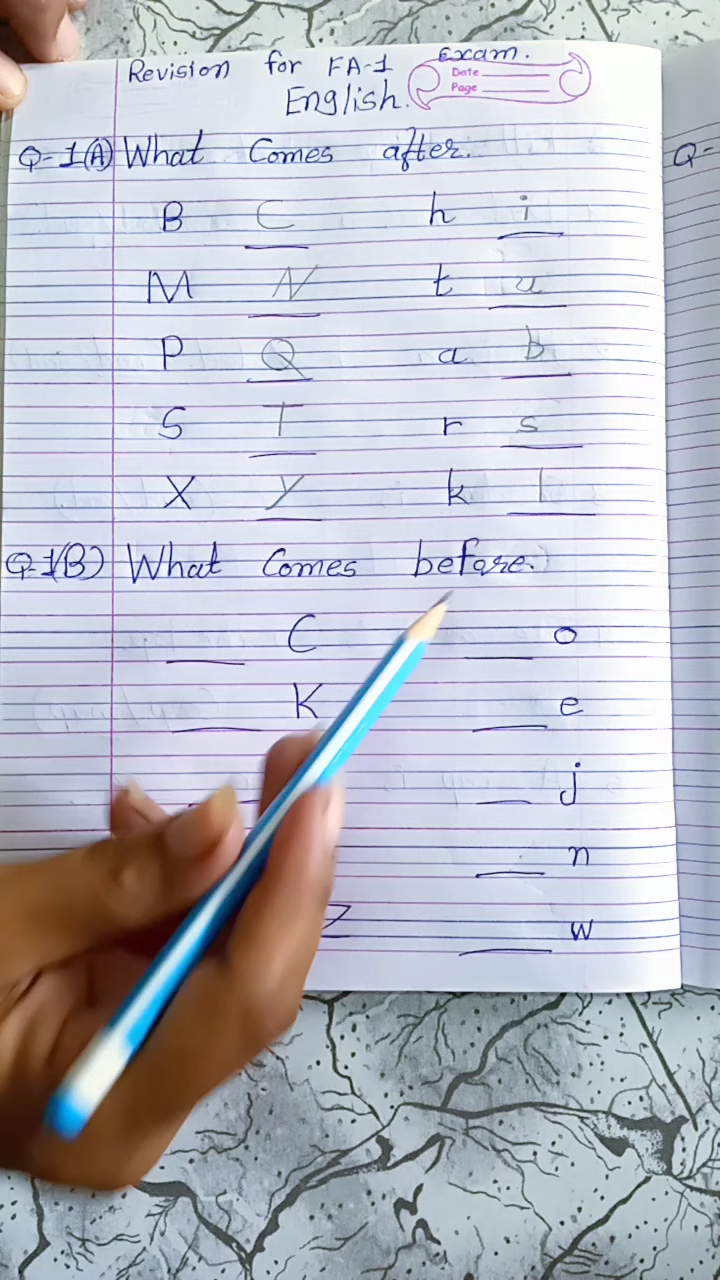 Revision for FA-1 Exam.
Date
Page
English.
Q-1(A) What Comes after.
B C h i
M N t u
P Q a b
S T r s
X Y k l
Q-1(B) What Comes before.
C o
K e
j
n
Z w
Q-